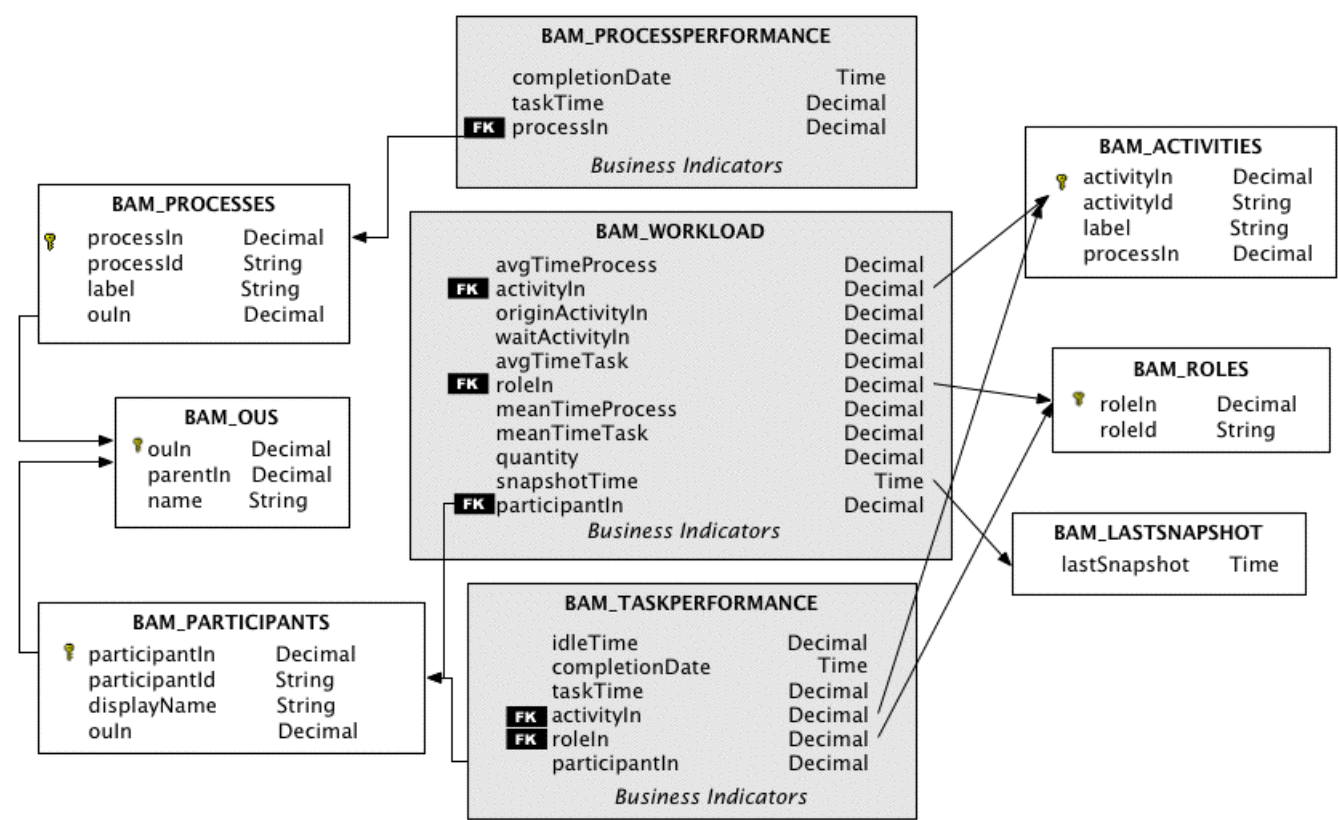 BAM_PROCESSPERFORMANCE
completionDate Time
taskTime Decimal
FK processIn Decimal
Business Indicators
BAM_PROCESSES
processIn Decimal
processId String
label String
ouIn Decimal
BAM_OUS
ouIn Decimal
parentIn Decimal
name String
BAM_PARTICIPANTS
participantIn Decimal
participantId String
displayName String
ouIn Decimal
BAM_WORKLOAD
avgTimeProcess Decimal
FK activityIn Decimal
originActivityIn Decimal
waitActivityIn Decimal
avgTimeTask Decimal
FK roleIn Decimal
meanTimeProcess Decimal
meanTimeTask Decimal
quantity Decimal
snapshotTime Time
FK participantIn Decimal
Business Indicators
BAM_TASKPERFORMANCE
idleTime Decimal
completionDate Time
taskTime Decimal
FK activityIn Decimal
FK roleIn Decimal
participantIn Decimal
Business Indicators
BAM_ACTIVITIES
activityIn Decimal
activityId String
label String
processIn Decimal
BAM_ROLES
roleIn Decimal
roleId String
BAM_LASTSNAPSHOT
lastSnapshot Time